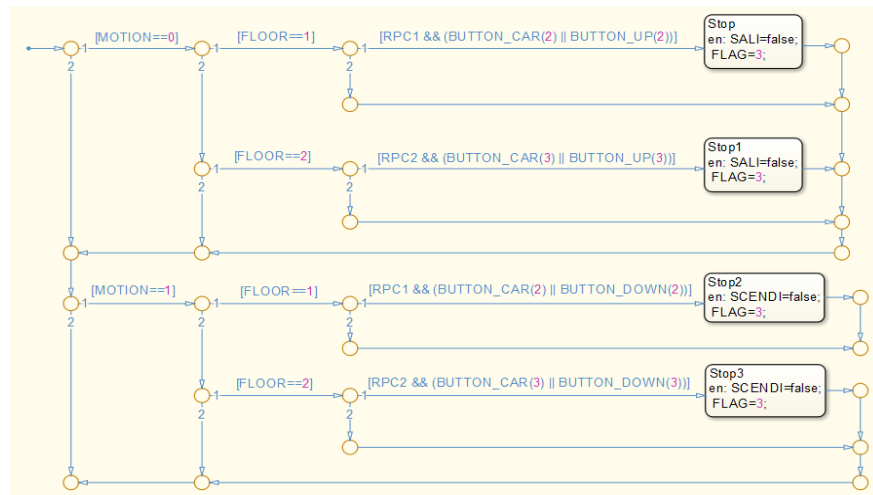 [MOTION==0]
[FLOOR==1]
[RPC1 && (BUTTON_CAR(2) || BUTTON_UP(2))]
Stop
en: SALI=false;
FLAG=3;
1
1
1
2
2
2
[FLOOR==2]
[RPC2 && (BUTTON_CAR(3) || BUTTON_UP(3))]
Stop1
en: SALI=false;
FLAG=3;
1
1
2
2
[MOTION==1]
[FLOOR==1]
[RPC1 && (BUTTON_CAR(2) || BUTTON_DOWN(2))]
Stop2
en: SCENDI=false;
FLAG=3;
1
1
1
2
2
2
[FLOOR==2]
[RPC2 && (BUTTON_CAR(3) || BUTTON_DOWN(3))]
Stop3
en: SCENDI=false;
FLAG=3;
1
1
2
2